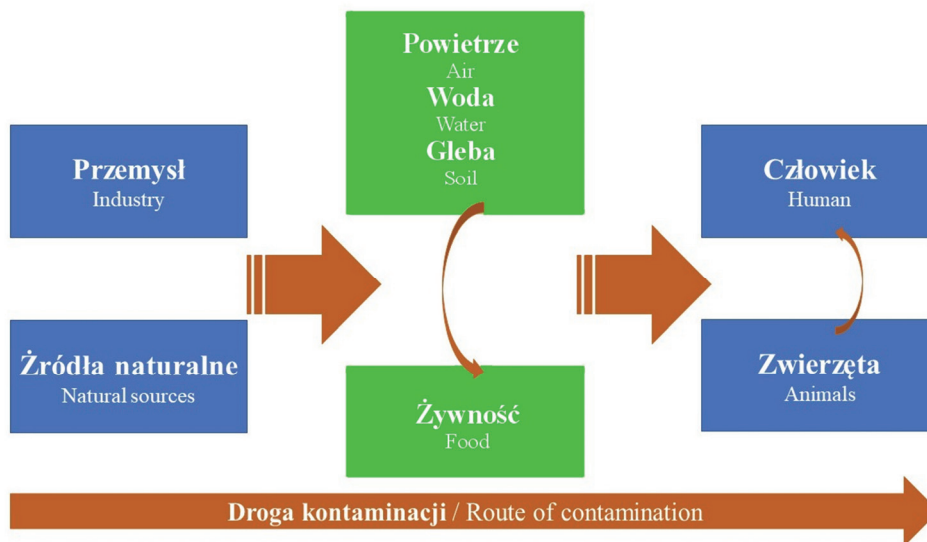 Powietrze
Air
Woda
Water
Gleba
Soil
Przemysł
Industry
Człowiek
Human
Źródła naturalne
Natural sources
Żywność
Food
Zwierzęta
Animals
Droga kontaminacji / Route of contamination